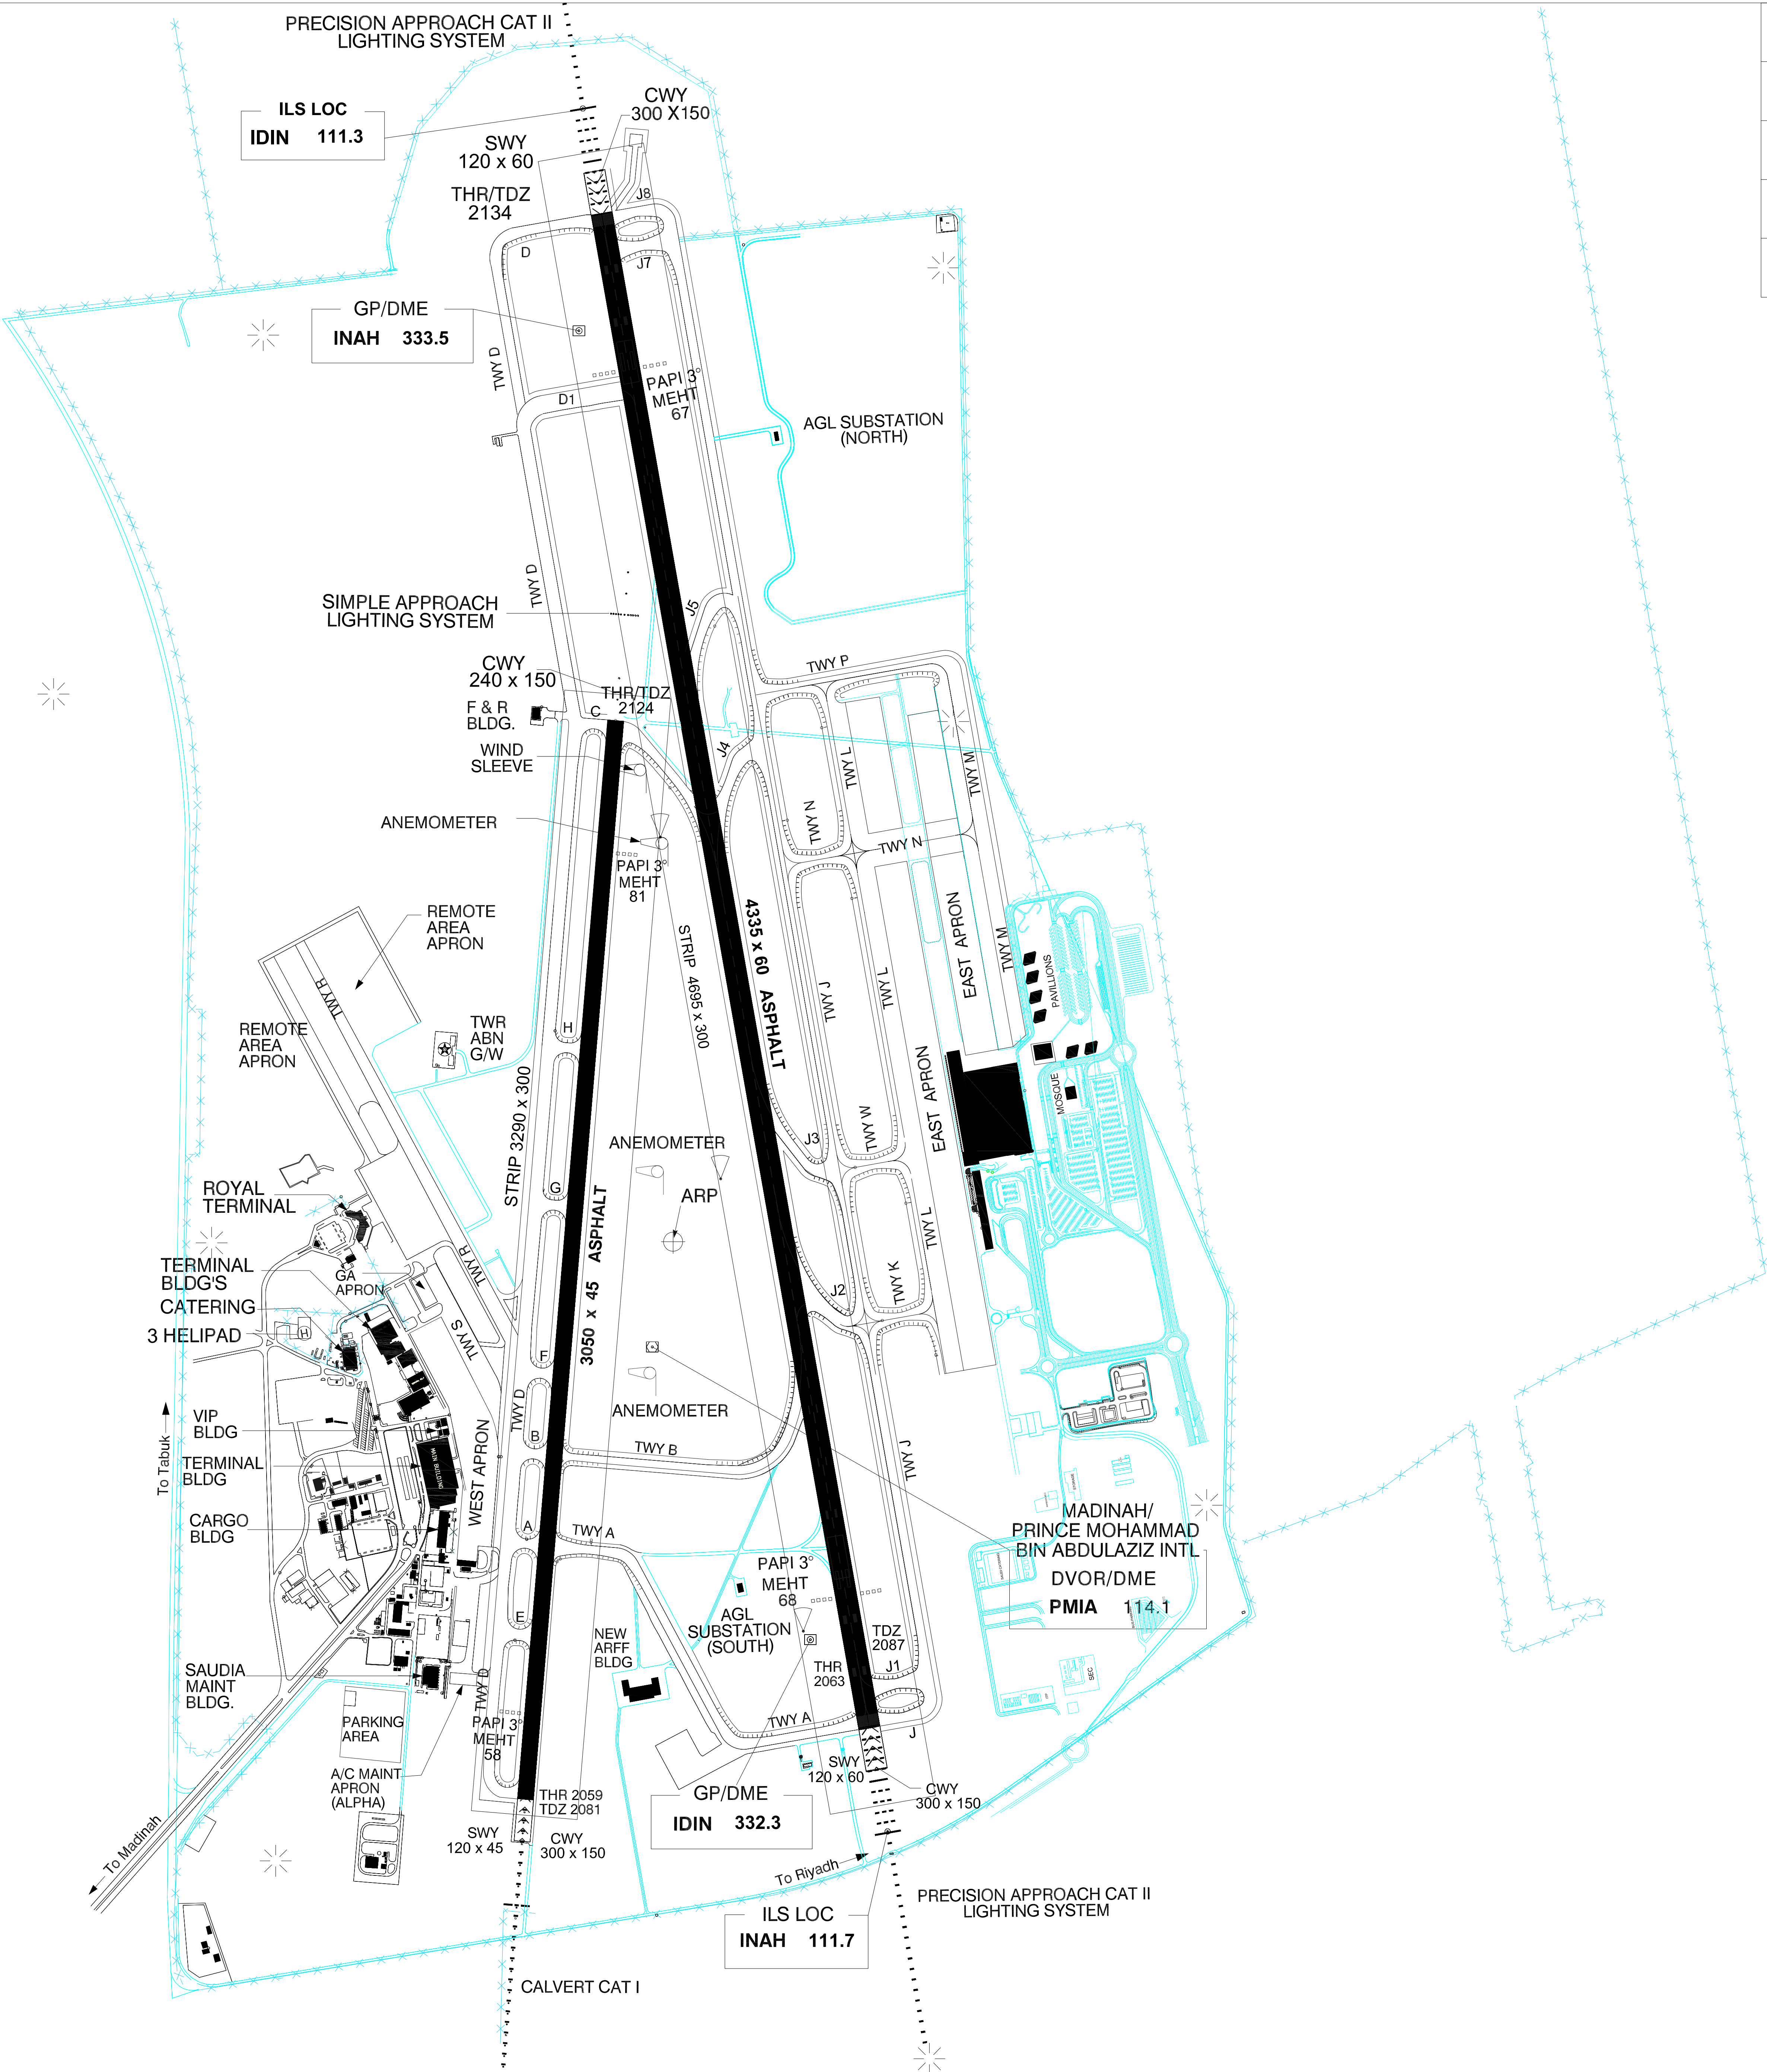 PRECISION APPROACH CAT II
LIGHTING SYSTEM
ILS LOC
IDIN 111.3
CWY
300 X150
SWY
120 x 60
THR/TDZ
2134
J8
D
J7
GP/DME
INAH 333.5
TWY D
PAPI 3°
MEHT
67
D1
AGL SUBSTATION
(NORTH)
TWY D
SIMPLE APPROACH
LIGHTING SYSTEM
J5
CWY
240 x 150
TWY P
THR/TDZ
2124
F & R
BLDG.
C
WIND
SLEEVE
J4
TWY L
TWY M
ANEMOMETER
TWY N
TWY N
PAPI 3°
MEHT
81
REMOTE
AREA
APRON
STRIP 4695 x 300
4335 x 60 ASPHALT
EAST APRON
TWY M
PAVILLIONS
TWY R
TWY J
TWY L
REMOTE
AREA
APRON
TWR
ABN
G/W
H
EAST APRON
MOSQUE
STRIP 3290 x 300
ANEMOMETER
J3
TWY W
ROYAL
TERMINAL
G
ARP
3050 x 45 ASPHALT
TWY L
TWY R
TERMINAL
BLDG'S
GA
APRON
J2
TWY K
CATERING
3 HELIPAD
H
TWY S
F
TWY D
VIP
BLDG
ANEMOMETER
B
TWY B
To Tabuk
TERMINAL
BLDG
MAIN BUILDING
WEST APRON
TWY J
CARGO
BLDG
A
TWY A
MADINAH/
PRINCE MOHAMMAD
BIN ABDULAZIZ INTL
DVOR/DME
PMIA 114.1
PAPI 3°
MEHT
68
E
AGL
SUBSTATION
(SOUTH)
NEW
ARFF
BLDG
TDZ
2087
THR
2063
J1
SEC
SAUDIA
MAINT
BLDG.
TWY D
PARKING
AREA
PAPI 3°
MEHT
58
TWY A
J
A/C MAINT
APRON
(ALPHA)
SWY
120 x 60
CWY
300 x 150
THR 2059
TDZ 2081
GP/DME
IDIN 332.3
SWY
120 x 45
CWY
300 x 150
To Madinah
To Riyadh
PRECISION APPROACH CAT II
LIGHTING SYSTEM
ILS LOC
INAH 111.7
CALVERT CAT I